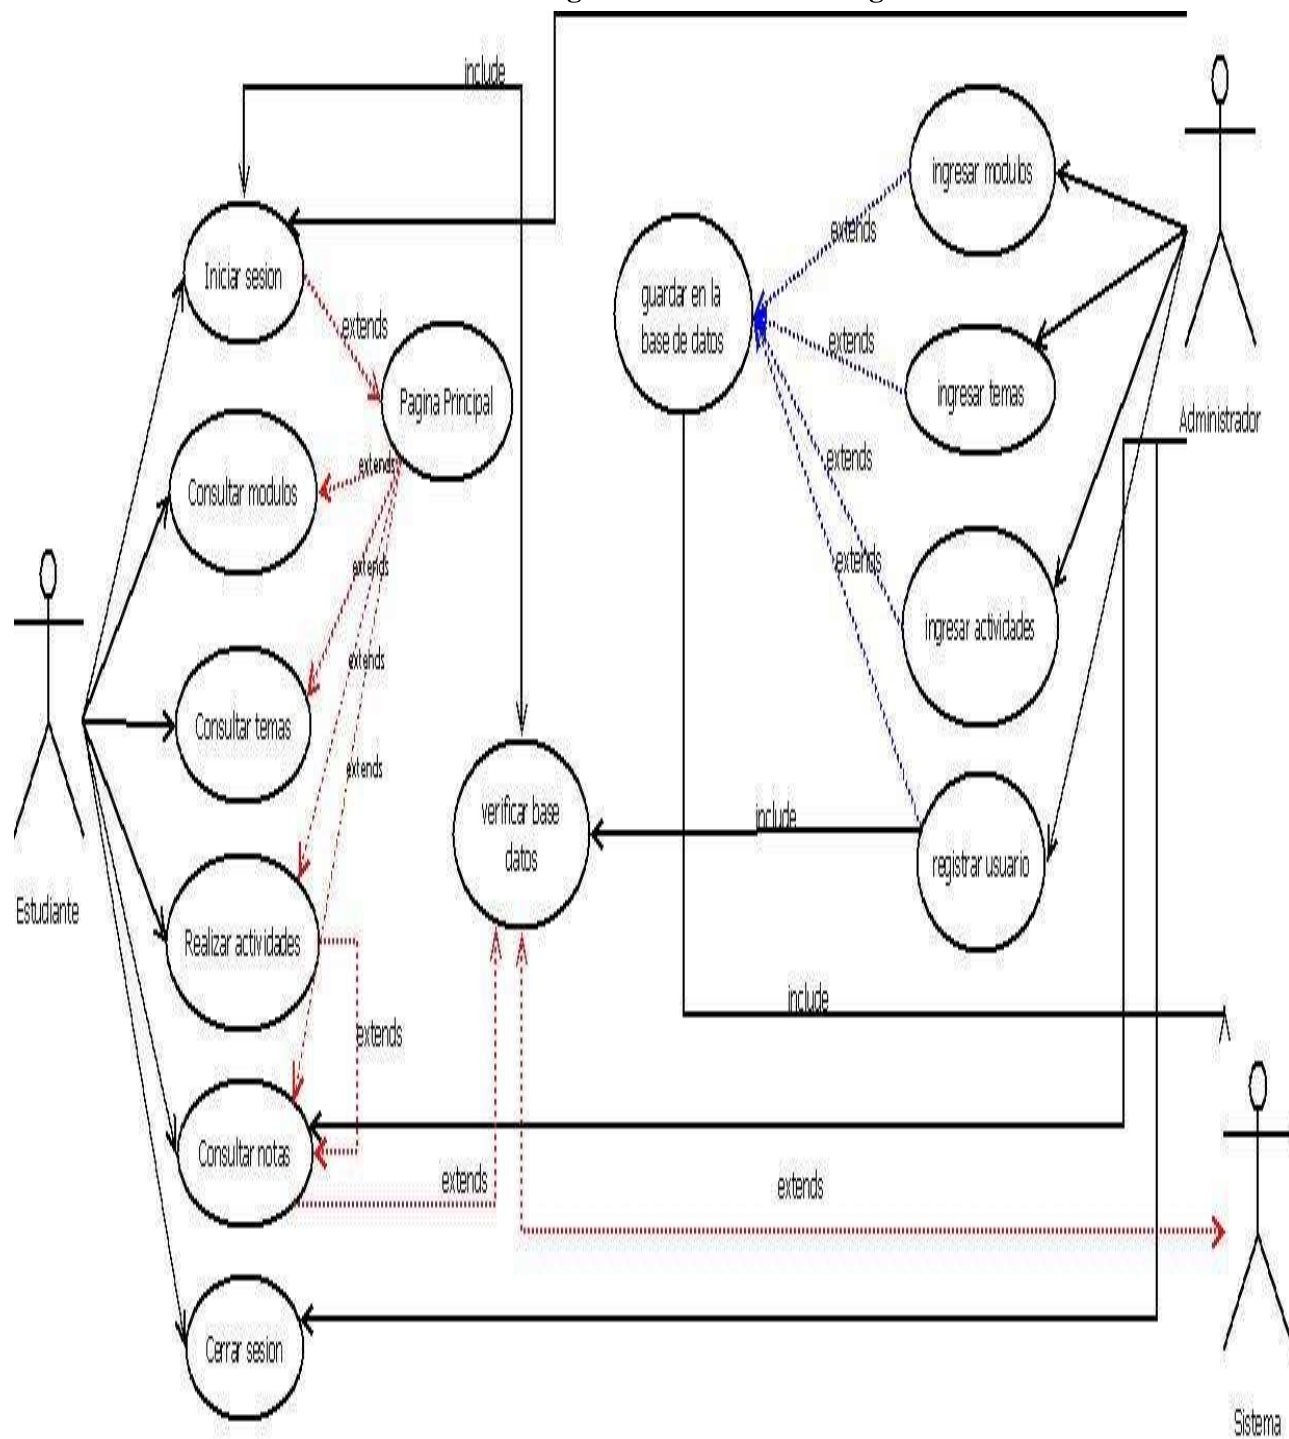 include
ingresar modulos
extends
Iniciar sesion
guardar en la
base de datos
extends
extends
Pagina Principal
ingresar temas
Administrador
extends
extends
Consultar modulos
extends
extends
ingresar actividades
extends
Consultar temas
extends
verificar base
datos
include
registrar usuario
Estudiante
Realizar actividades
include
extends
Consultar notas
extends
extends
Cerrar sesion
Sistema